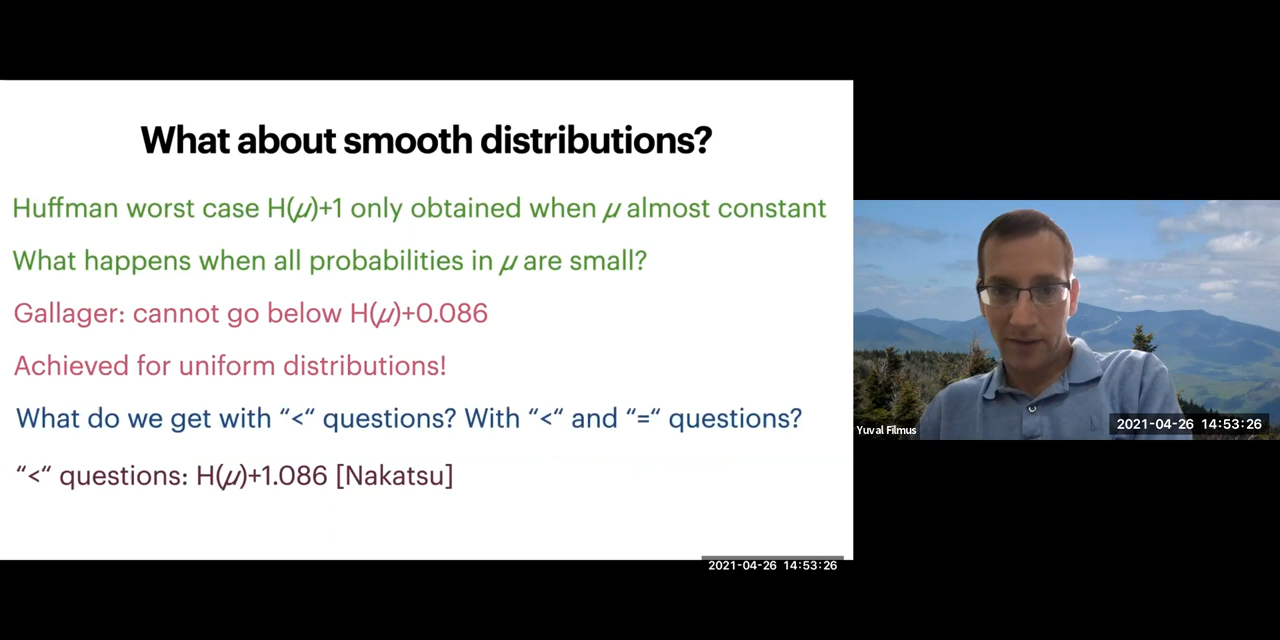 What about smooth distributions?
Huffman worst case H(𝜇)+1 only obtained when 𝜇 almost constant
What happens when all probabilities in 𝜇 are small?
Gallager: cannot go below H(𝜇)+0.086
Achieved for uniform distributions!
What do we get with “<“ questions? With “<“ and “=“ questions?
“<“ questions: H(𝜇)+1.086 [Nakatsu]
2021-04-26 14:53:26
Yuval Filmus
2021-04-26 14:53:26